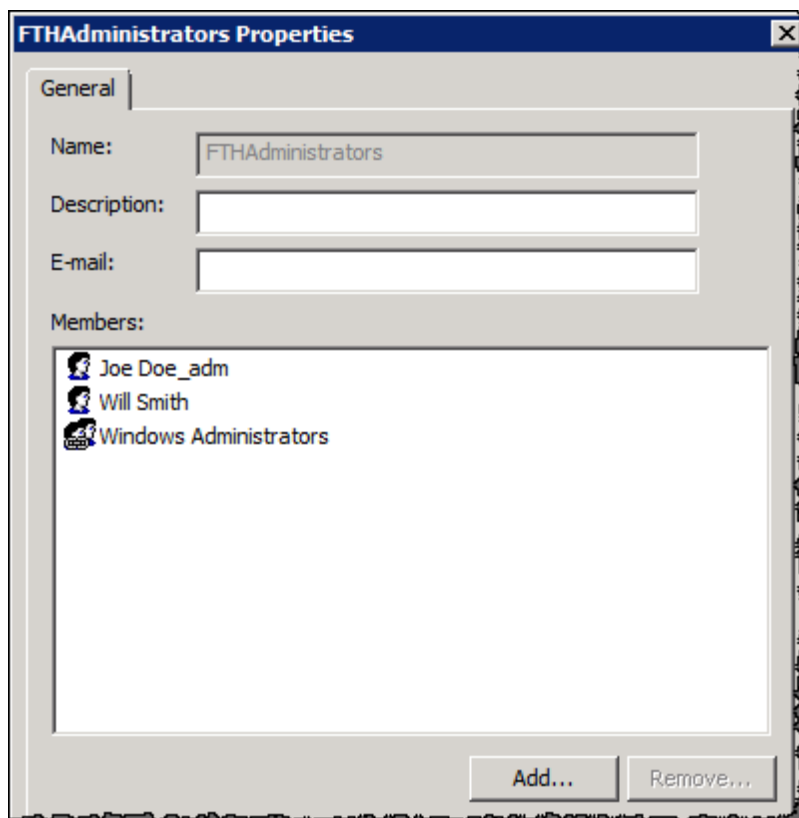 FTHAdministrators Properties
General
Name: FTHAdministrators
Description:
E-mail:
Members:
Joe Doe_adm
Will Smith
Windows Administrators
Add... Remove...